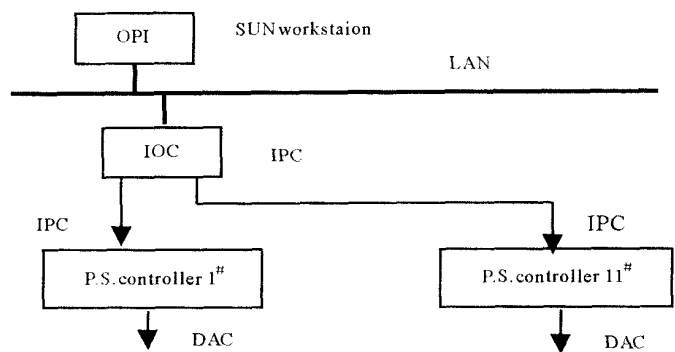 OPI
SUN workstaion
LAN
IOC
IPC
IPC
IPC
P.S.controller 1#
P.S.controller 11#
DAC
DAC